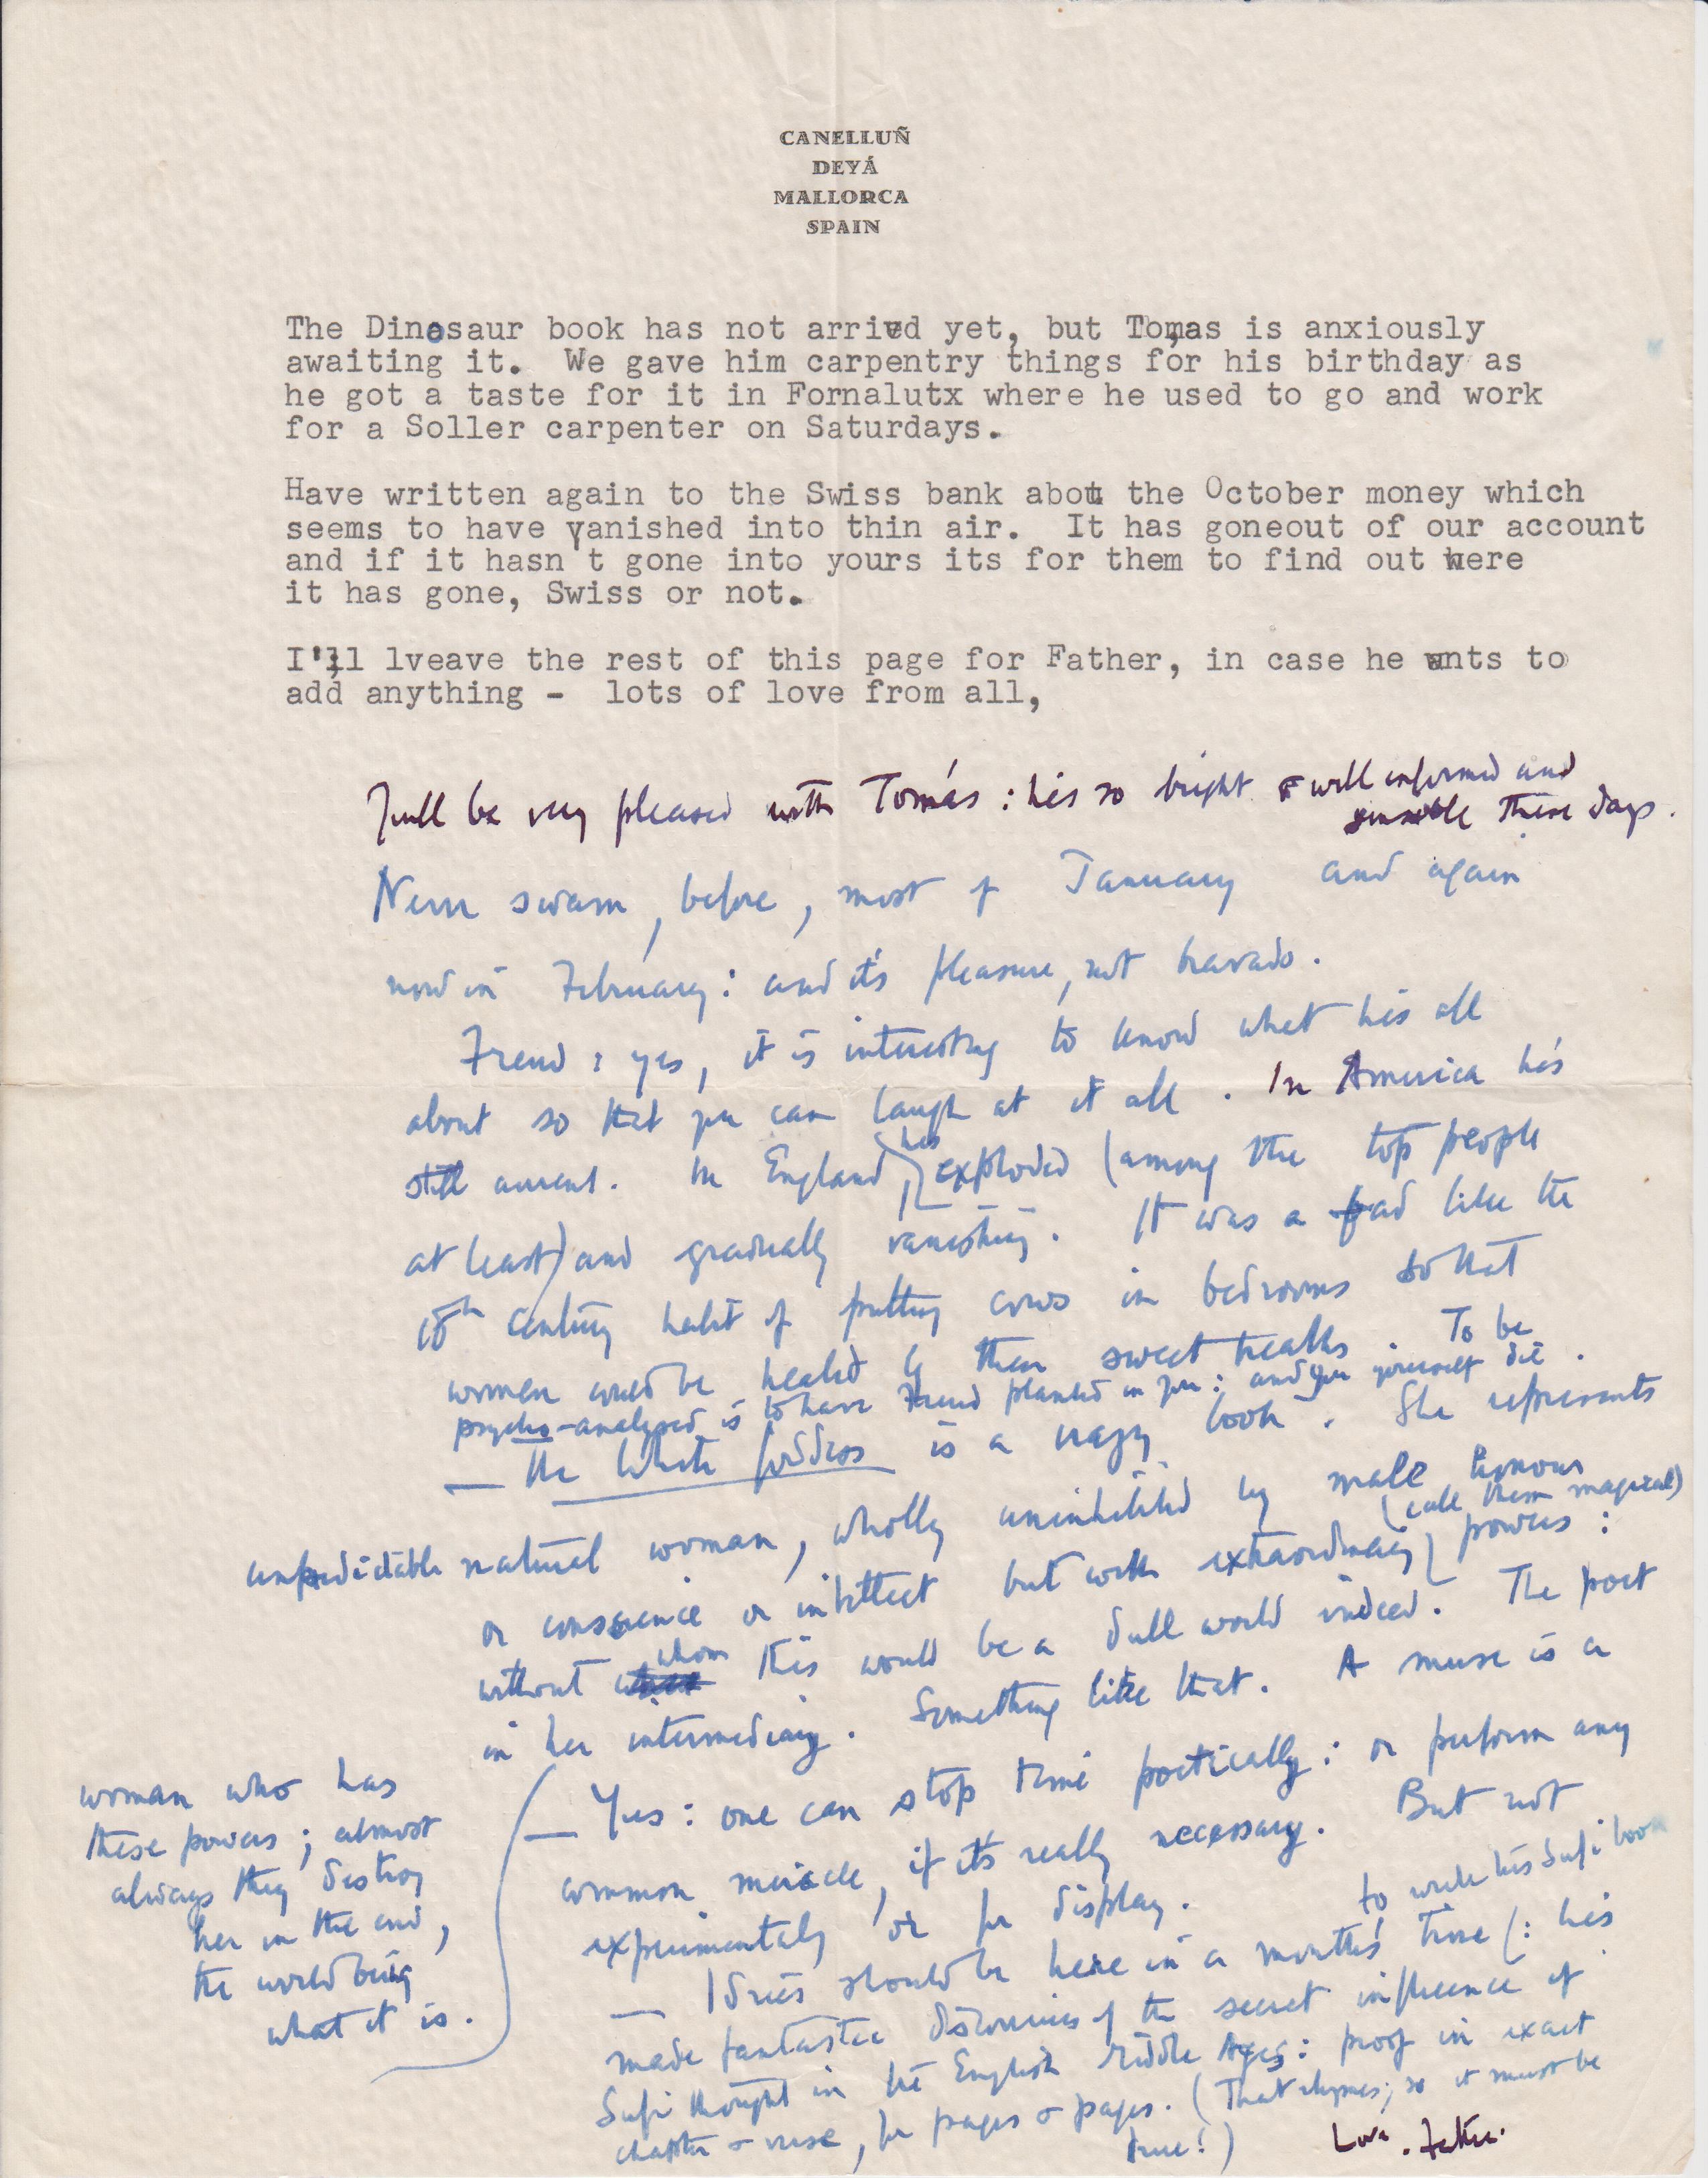 CANELLUÑ
DEYÁ
MALLORCA
SPAIN
The Dinosaur book has not arrived yet, but Tomas is anxiously
awaiting it. We gave him carpentry things for his birthday as
he got a taste for it in Fornalutx where he used to go and work
for a Soller carpenter on Saturdays.
Have written again to the Swiss bank about the October money which
seems to have vanished into thin air. It has goneout of our account
and if it hasn't gone into yours its for them to find out were
it has gone, Swiss or not.
I'll lveave the rest of this page for Father, in case he wants to
add anything - lots of love from all,
You'll be very pleased with Tomás: he's so bright & well informed and
sensible these days.
Never swam, before, most of January and again
now in February: and it's pleasure, not bravado.
Freud: yes, it is interesting to know what he's all
about so that you can laugh at it all. In America he's
still current. In England, he's exploded (among the top people
at least) and gradually vanishing. It was a fad like the
18th century habit of putting cows in bedrooms so that
women would be healed by their sweet breaths. To be
psycho-analysed is to have Freud planted in you: and you yourself die.
— The White Goddess is a crazy book. She represents
unpredictable natural woman, wholly uninhibited by male humour
or conscience or intellect but with extraordinary (call them magical) powers:
without whom this would be a dull world indeed. The poet
is her intermediary. Something like that. A muse is a
woman who has
these powers; almost
always they destroy
her in the end,
the world being
what it is.
— Yes: one can stop time poetically: or perform any
common miracle, if it's really necessary. But not
experimentally or for display.
— Idries should be here in a month's time to write his Sufi book: he's
made fantastic discoveries of the secret influence of
Sufi thought in the English Middle Ages: proof in exact
chapter & verse, for pages & pages. (That rhymes; so it must be
true!)
Love. Father.